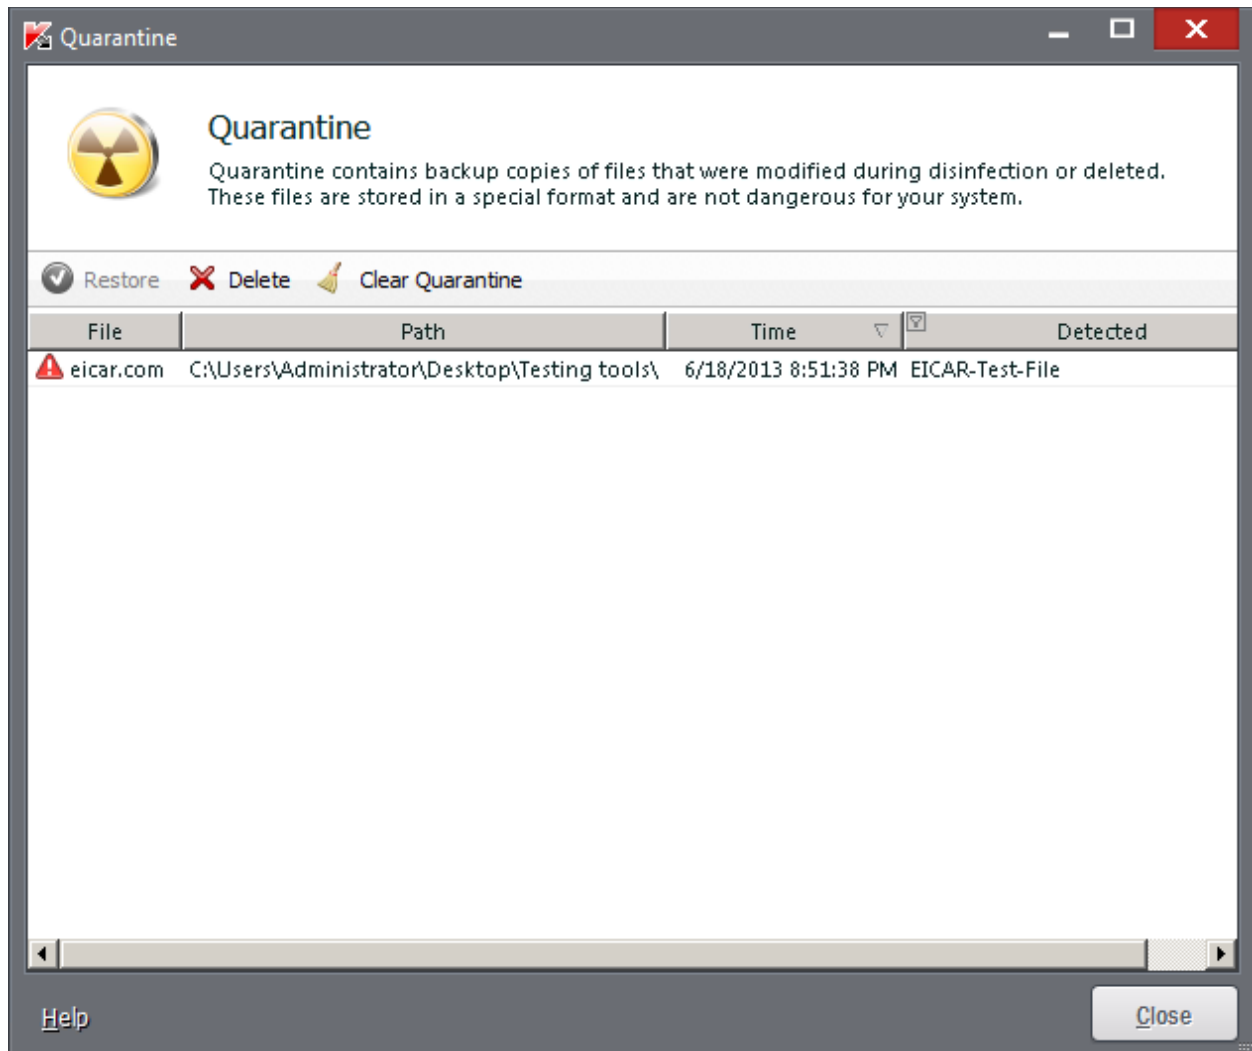 Quarantine
Quarantine
Quarantine contains backup copies of files that were modified during disinfection or deleted.
These files are stored in a special format and are not dangerous for your system.
Restore Delete Clear Quarantine
File Path Time Detected
eicar.com C:\Users\Administrator\Desktop\Testing tools\ 6/18/2013 8:51:38 PM EICAR-Test-File
Help Close